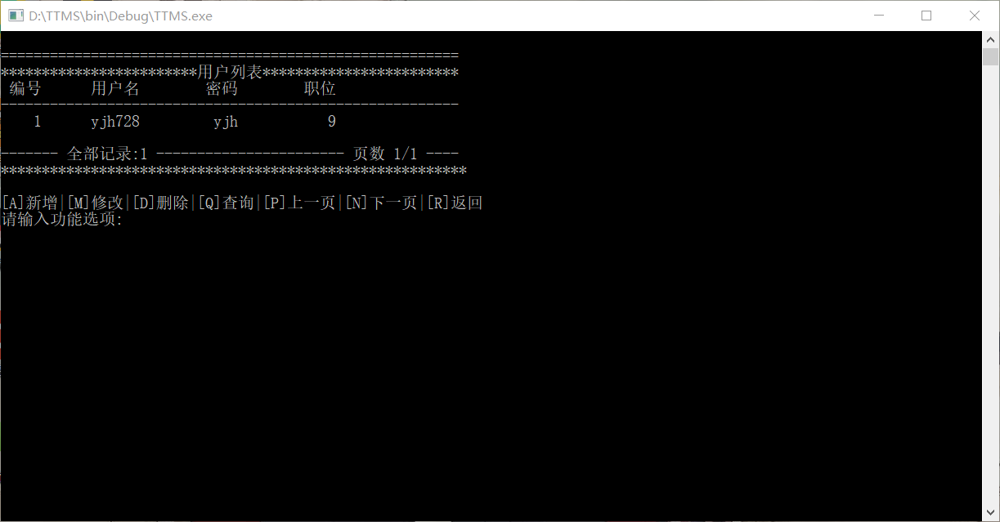 D:\TTMS\bin\Debug\TTMS.exe
========================================================
************************用户列表************************
编号 用户名 密码 职位
--------------------------------------------------------
1 yjh728 yjh 9
------- 全部记录:1 ----------------------- 页数 1/1 ----
*********************************************************
[A]新增|[M]修改|[D]删除|[Q]查询|[P]上一页|[N]下一页|[R]返回
请输入功能选项: